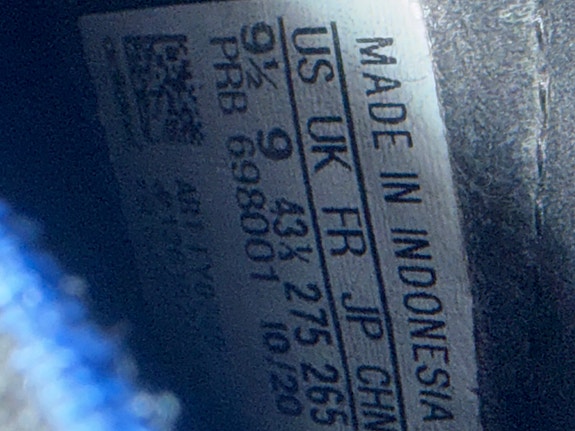 MADE IN INDONESIA
US UK FR JP CHN
9½ 9 43⅓ 275 265
PRB 698001 10/20
ART